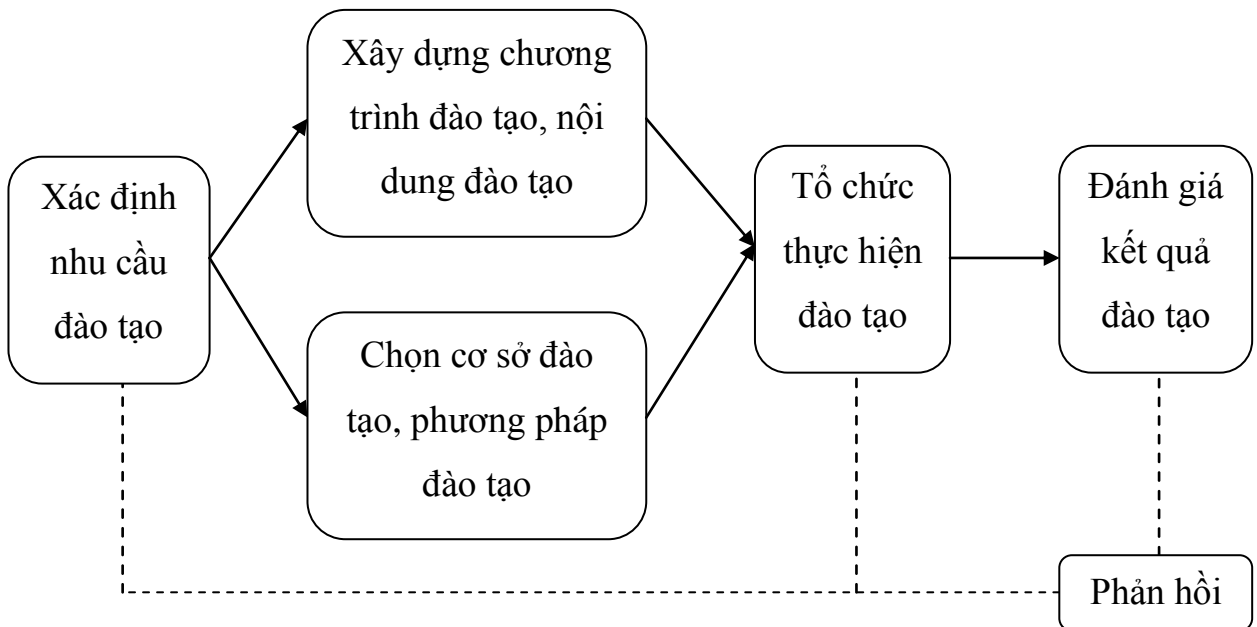 Xác định
nhu cầu
đào tạo
Xây dựng chương
trình đào tạo, nội
dung đào tạo
Chọn cơ sở đào
tạo, phương pháp
đào tạo
Tổ chức
thực hiện
đào tạo
Đánh giá
kết quả
đào tạo
Phản hồi